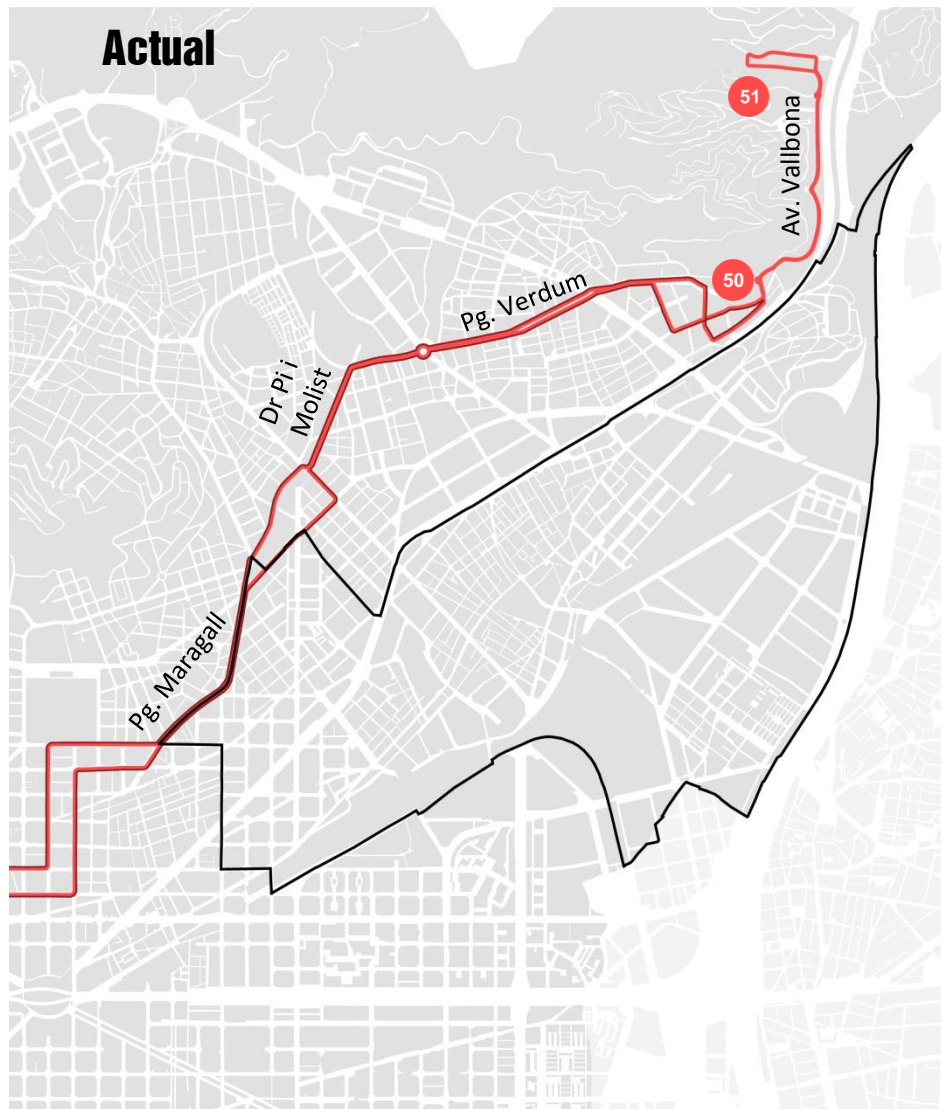 Actual
51
Av. Vallbona
50
Pg. Verdum
Dr Pi i
Molist
Pg. Maragall